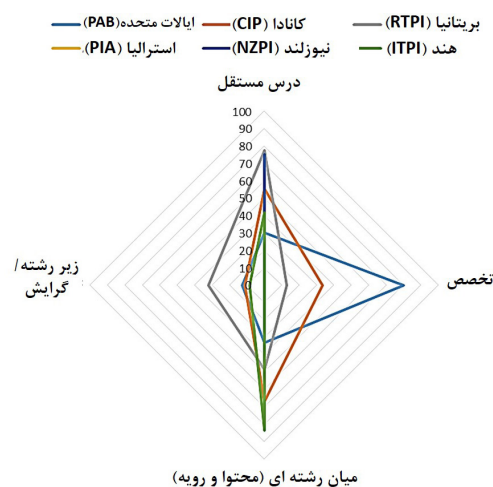 بریتانیا (RTPI) کانادا (CIP) ایالات متحده(PAB)
هند (ITPI) نیوزلند (NZPI) استرالیا (PIA)
درس مستقل
100
90
80
70
60
50
40
30
20
10
0
تخصص
زیر رشته/
گرایش
میان رشته ای (محتوا و رویه)